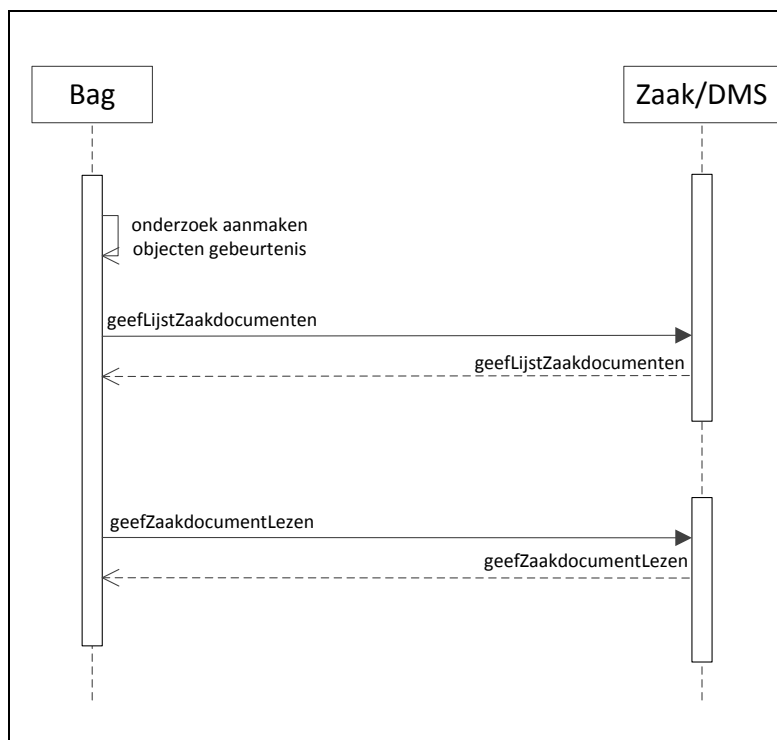 Bag
Zaak/DMS
onderzoek aanmaken
objecten gebeurtenis
geefLijstZaakdocumenten
geefLijstZaakdocumenten
geefZaakdocumentLezen
geefZaakdocumentLezen